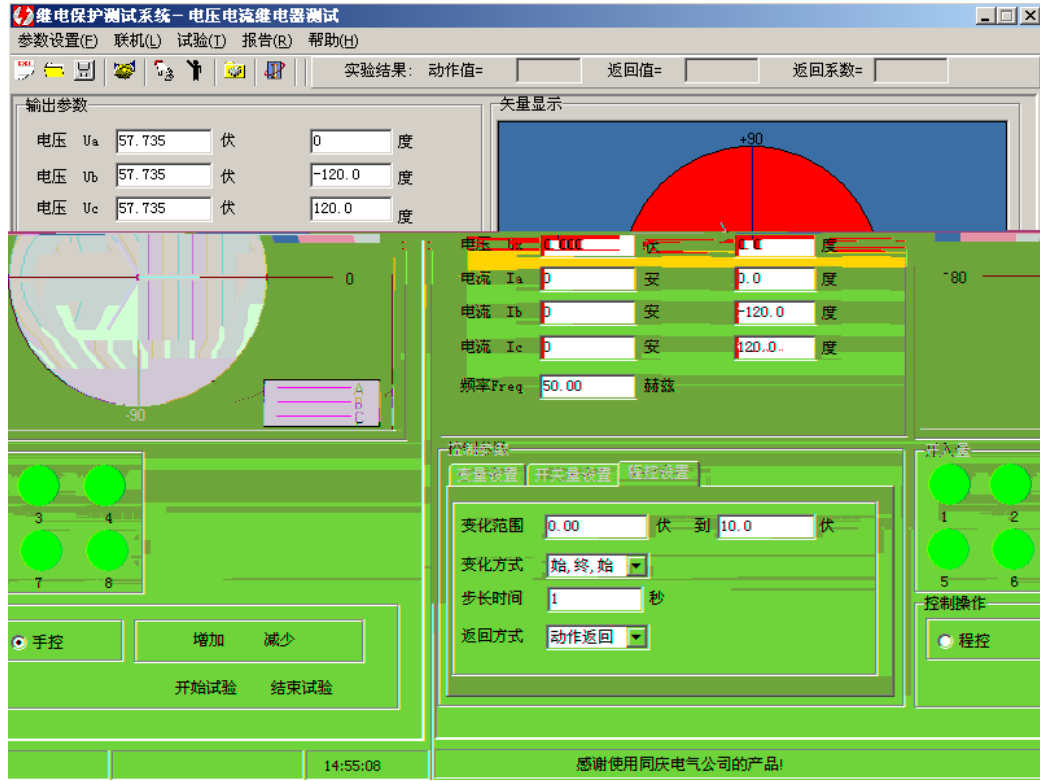 继电保护测试系统- 电压电流继电器测试
参数设置(F) 联机(L) 试验(T) 报告(R) 帮助(H)
实验结果: 动作值= 返回值= 返回系数=
输出参数
矢量显示
电压 Ua 57.735 伏 0 度
+90
电压 Ub 57.735 伏 -120.0 度
电压 Uc 57.735 伏 120.0 度
电压 伏 度
0
电流 Ia 0 安 0.0 度
-80
电流 Ib 0 安 -120.0 度
电流 Ic 0 安 120.0 度
频率Freq 50.00 赫兹
A
B
C
-90
控制参数
开入量
变量设置 开关量设置 程控设置
3 4
变化范围 0.00 伏 到 10.0 伏
1 2
变化方式 始,终,始
7 8
5 6
步长时间 1 秒
控制操作
手控 增加 减少
返回方式 动作返回
程控
开始试验 结束试验
14:55:08
感谢使用同庆电气公司的产品!